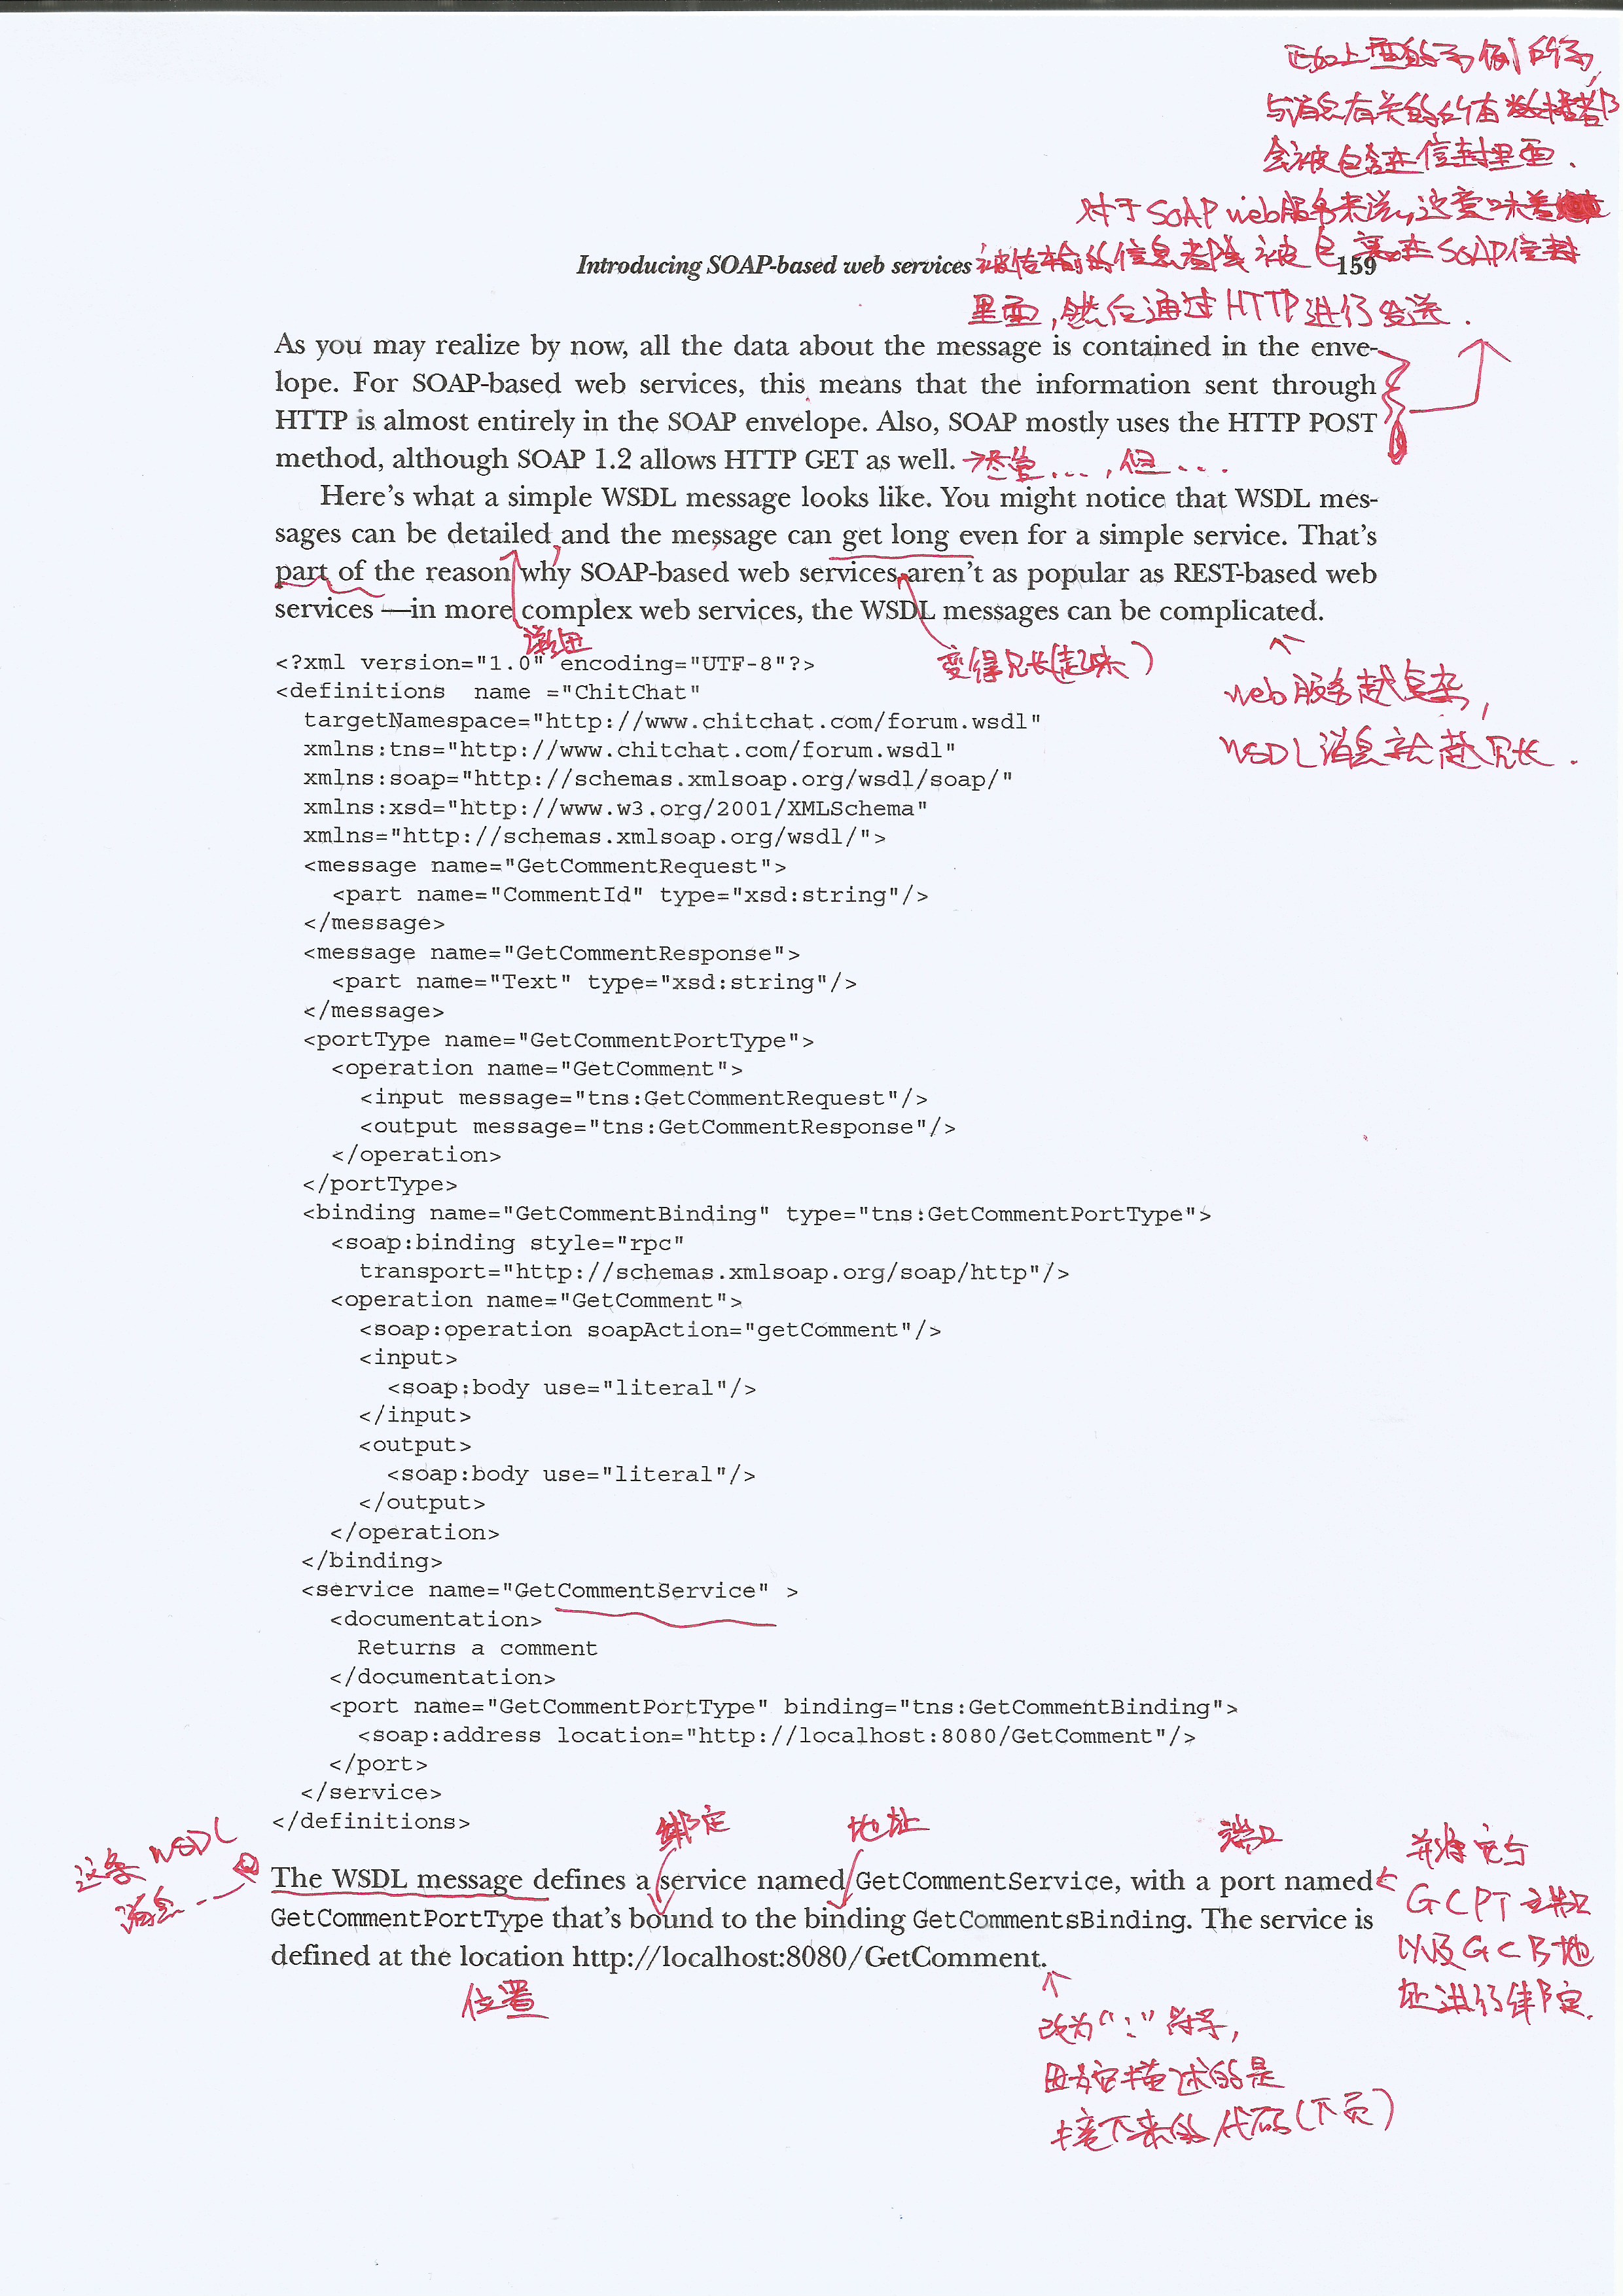 正如上面的示例所示,
与消息有关的所有数据都
会被包含在信封里面.
对于SOAP web服务来说,这意味着
Introducing SOAP-based web services 159
被传输的信息都将被包裹在SOAP信封
里面,然后通过HTTP进行发送.
As you may realize by now, all the data about the message is contained in the enve-
lope. For SOAP-based web services, this means that the information sent through
HTTP is almost entirely in the SOAP envelope. Also, SOAP mostly uses the HTTP POST
method, although SOAP 1.2 allows HTTP GET as well.
尽管...,但...
Here's what a simple WSDL message looks like. You might notice that WSDL mes-
sages can be detailed and the message can get long even for a simple service. That's
part of the reason why SOAP-based web services aren't as popular as REST-based web
services —in more complex web services, the WSDL messages can be complicated.
详细
变得冗长(起来)
web服务越复杂,
WSDL消息就会越冗长.
<?xml version="1.0" encoding="UTF-8"?>
<definitions name ="ChitChat"
targetNamespace="http://www.chitchat.com/forum.wsdl"
xmlns:tns="http://www.chitchat.com/forum.wsdl"
xmlns:soap="http://schemas.xmlsoap.org/wsdl/soap/"
xmlns:xsd="http://www.w3.org/2001/XMLSchema"
xmlns="http://schemas.xmlsoap.org/wsdl/">
<message name="GetCommentRequest">
<part name="CommentId" type="xsd:string"/>
</message>
<message name="GetCommentResponse">
<part name="Text" type="xsd:string"/>
</message>
<portType name="GetCommentPortType">
<operation name="GetComment">
<input message="tns:GetCommentRequest"/>
<output message="tns:GetCommentResponse"/>
</operation>
</portType>
<binding name="GetCommentBinding" type="tns:GetCommentPortType">
<soap:binding style="rpc"
transport="http://schemas.xmlsoap.org/soap/http"/>
<operation name="GetComment">
<soap:operation soapAction="getComment"/>
<input>
<soap:body use="literal"/>
</input>
<output>
<soap:body use="literal"/>
</output>
</operation>
</binding>
<service name="GetCommentService" >
<documentation>
Returns a comment
</documentation>
<port name="GetCommentPortType" binding="tns:GetCommentBinding">
<soap:address location="http://localhost:8080/GetComment"/>
</port>
</service>
</definitions>
绑定
地址
端口
这条 WSDL
消息...
The WSDL message defines a service named GetCommentService, with a port named
GetCommentPortType that's bound to the binding GetCommentsBinding. The service is
defined at the location http://localhost:8080/GetComment.
并将它与
GCPT 端口
以及GCB地
址进行绑定.
位置
改为“:”符号,
因为它描述的是
接下来的代码(下页)